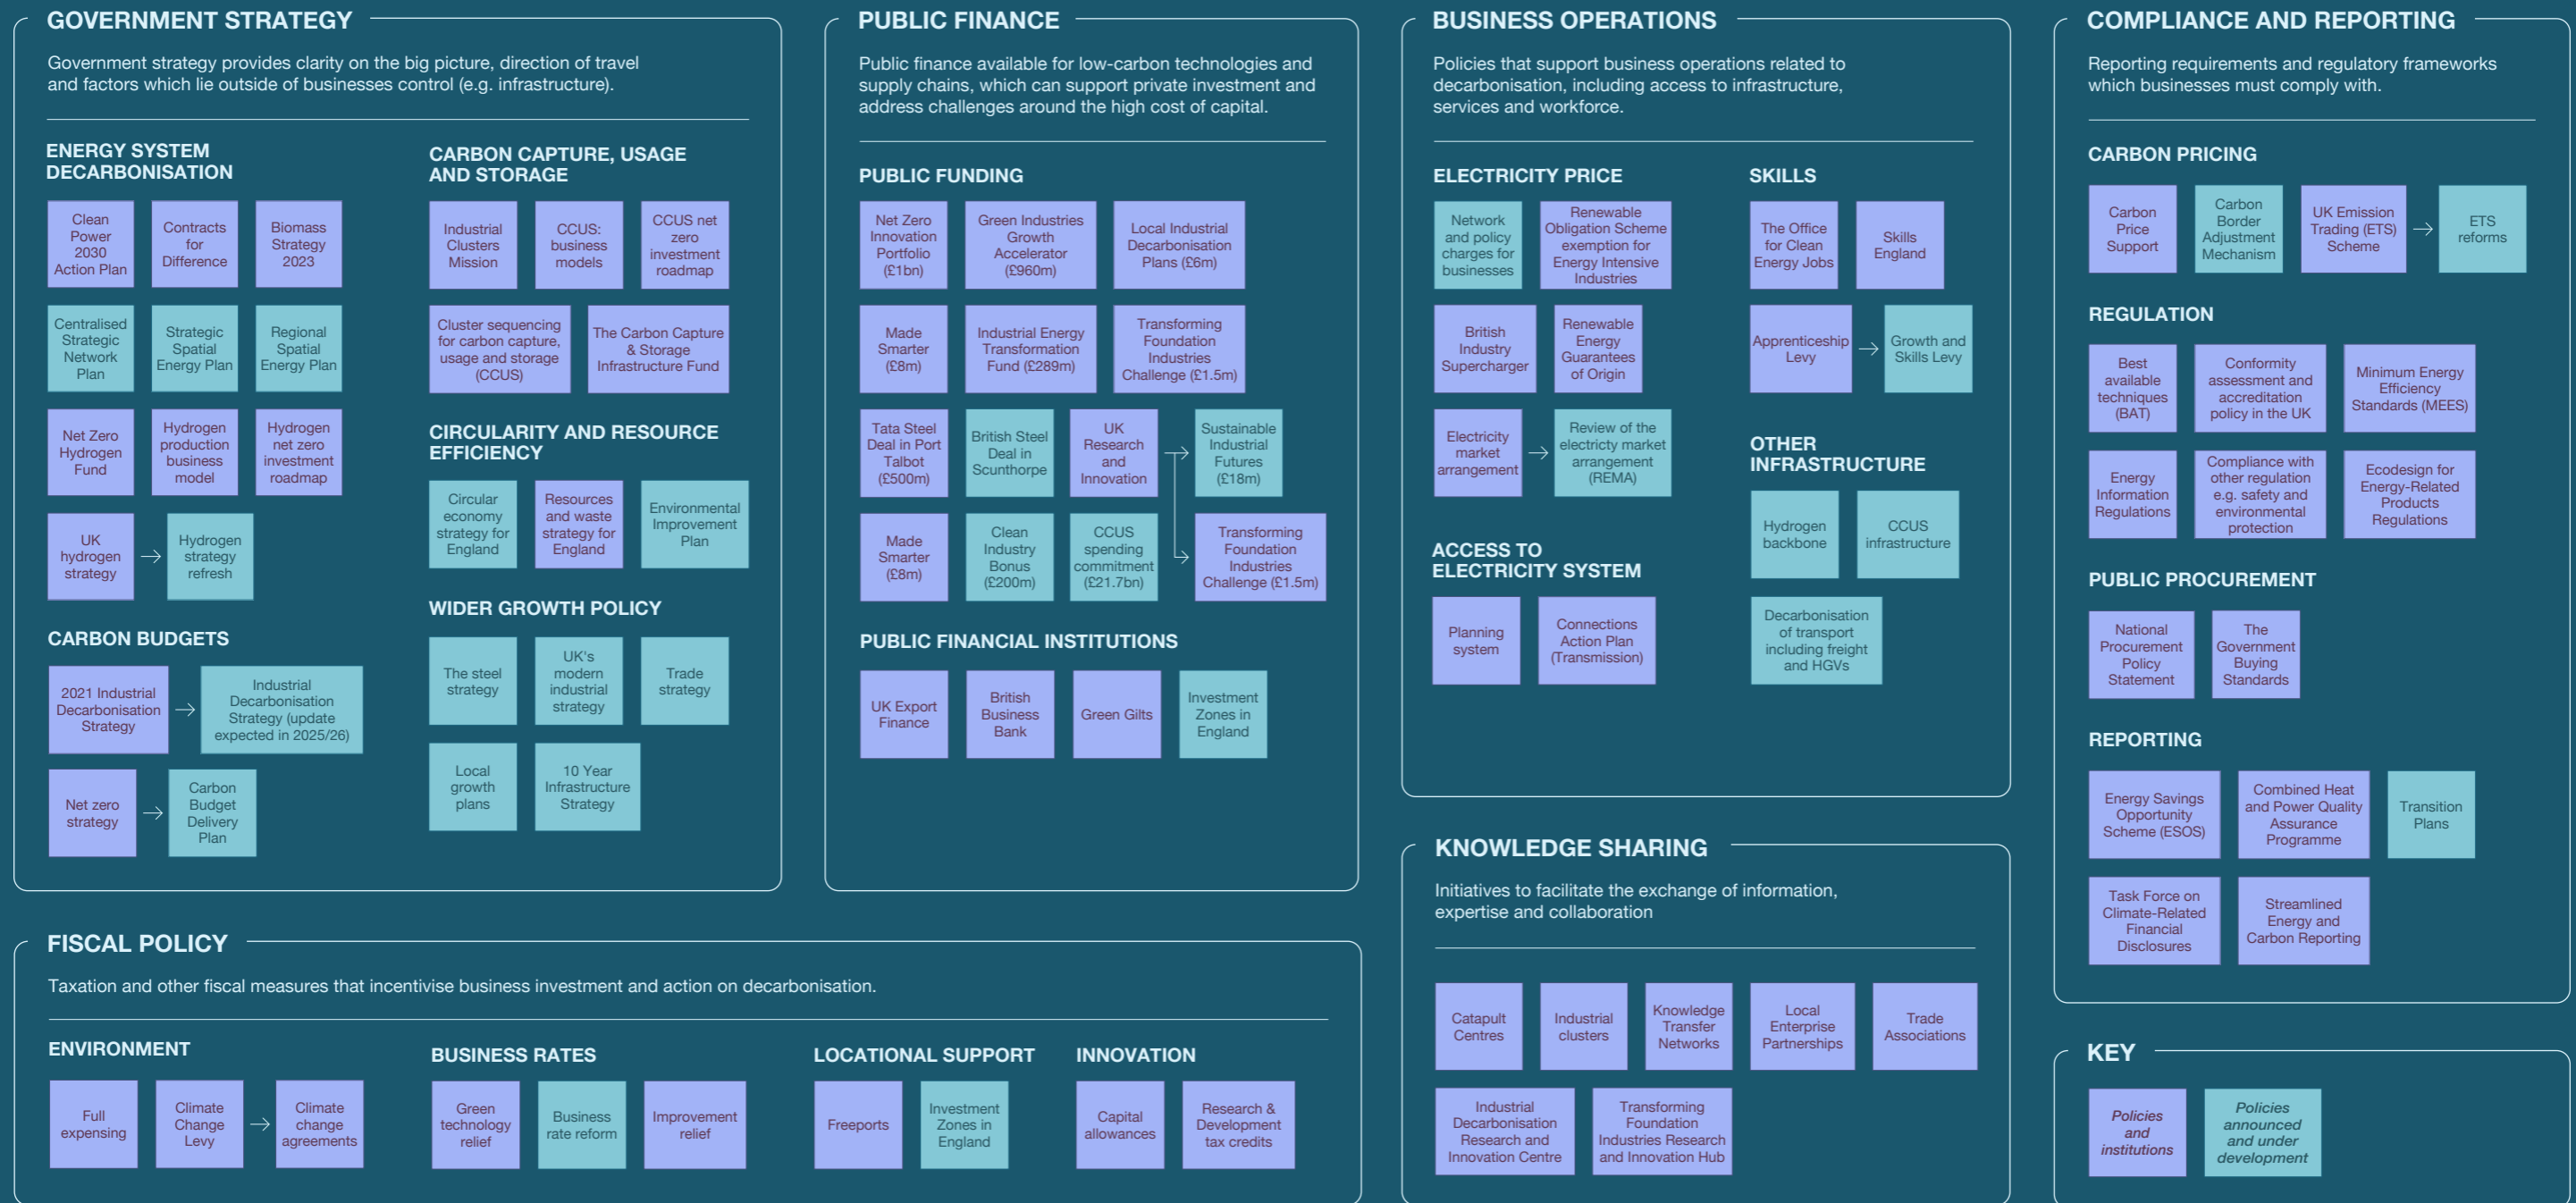 GOVERNMENT STRATEGY
Government strategy provides clarity on the big picture, direction of travel
and factors which lie outside of businesses control (e.g. infrastructure).
ENERGY SYSTEM
DECARBONISATION
Clean
Power
2030
Action Plan
Contracts
for
Difference
Biomass
Strategy
2023
Centralised
Strategic
Network
Plan
Strategic
Spatial
Energy Plan
Regional
Spatial
Energy Plan
Net Zero
Hydrogen
Fund
Hydrogen
production
business
model
Hydrogen
net zero
investment
roadmap
UK
hydrogen
strategy
Hydrogen
strategy
refresh
CARBON BUDGETS
2021 Industrial
Decarbonisation
Strategy
Industrial
Decarbonisation
Strategy (update
expected in 2025/26)
Net zero
strategy
Carbon
Budget
Delivery
Plan
CARBON CAPTURE, USAGE
AND STORAGE
Industrial
Clusters
Mission
CCUS:
business
models
CCUS net
zero
investment
roadmap
Cluster sequencing
for carbon capture,
usage and storage
(CCUS)
The Carbon Capture
& Storage
Infrastructure Fund
CIRCULARITY AND RESOURCE
EFFICIENCY
Circular
economy
strategy for
England
Resources
and waste
strategy for
England
Environmental
Improvement
Plan
WIDER GROWTH POLICY
The steel
strategy
UK's
modern
industrial
strategy
Trade
strategy
Local
growth
plans
10 Year
Infrastructure
Strategy
PUBLIC FINANCE
Public finance available for low-carbon technologies and
supply chains, which can support private investment and
address challenges around the high cost of capital.
PUBLIC FUNDING
Net Zero
Innovation
Portfolio
(£1bn)
Green Industries
Growth
Accelerator
(£960m)
Local Industrial
Decarbonisation
Plans (£6m)
Made
Smarter
(£8m)
Industrial Energy
Transformation
Fund (£289m)
Transforming
Foundation
Industries
Challenge (£1.5m)
Tata Steel
Deal in Port
Talbot
(£500m)
British Steel
Deal in
Scunthorpe
UK
Research
and
Innovation
Sustainable
Industrial
Futures
(£18m)
Made
Smarter
(£8m)
Clean
Industry
Bonus
(£200m)
CCUS
spending
commitment
(£21.7bn)
Transforming
Foundation
Industries
Challenge (£1.5m)
PUBLIC FINANCIAL INSTITUTIONS
UK Export
Finance
British
Business
Bank
Green Gilts
Investment
Zones in
England
BUSINESS OPERATIONS
Policies that support business operations related to
decarbonisation, including access to infrastructure,
services and workforce.
ELECTRICITY PRICE
Network
and policy
charges for
businesses
Renewable
Obligation Scheme
exemption for
Energy Intensive
Industries
British
Industry
Supercharger
Renewable
Energy
Guarantees
of Origin
Electricity
market
arrangement
Review of the
electricty market
arrangement
(REMA)
ACCESS TO
ELECTRICITY SYSTEM
Planning
system
Connections
Action Plan
(Transmission)
SKILLS
The Office
for Clean
Energy Jobs
Skills
England
Apprenticeship
Levy
Growth and
Skills Levy
OTHER
INFRASTRUCTURE
Hydrogen
backbone
CCUS
infrastructure
Decarbonisation
of transport
including freight
and HGVs
COMPLIANCE AND REPORTING
Reporting requirements and regulatory frameworks
which businesses must comply with.
CARBON PRICING
Carbon
Price
Support
Carbon
Border
Adjustment
Mechanism
UK Emission
Trading (ETS)
Scheme
ETS
reforms
REGULATION
Best
available
techniques
(BAT)
Conformity
assessment and
accreditation
policy in the UK
Minimum Energy
Efficiency
Standards (MEES)
Energy
Information
Regulations
Compliance with
other regulation
e.g. safety and
environmental
protection
Ecodesign for
Energy-Related
Products
Regulations
PUBLIC PROCUREMENT
National
Procurement
Policy
Statement
The
Government
Buying
Standards
REPORTING
Energy Savings
Opportunity
Scheme (ESOS)
Combined Heat
and Power Quality
Assurance
Programme
Transition
Plans
Task Force on
Climate-Related
Financial
Disclosures
Streamlined
Energy and
Carbon Reporting
FISCAL POLICY
Taxation and other fiscal measures that incentivise business investment and action on decarbonisation.
ENVIRONMENT
Full
expensing
Climate
Change
Levy
Climate
change
agreements
BUSINESS RATES
Green
technology
relief
Business
rate reform
Improvement
relief
LOCATIONAL SUPPORT
Freeports
Investment
Zones in
England
INNOVATION
Capital
allowances
Research &
Development
tax credits
KNOWLEDGE SHARING
Initiatives to facilitate the exchange of information,
expertise and collaboration
Catapult
Centres
Industrial
clusters
Knowledge
Transfer
Networks
Local
Enterprise
Partnerships
Trade
Associations
Industrial
Decarbonisation
Research and
Innovation Centre
Transforming
Foundation
Industries Research
and Innovation Hub
KEY
Policies
and
institutions
Policies
announced
and under
development